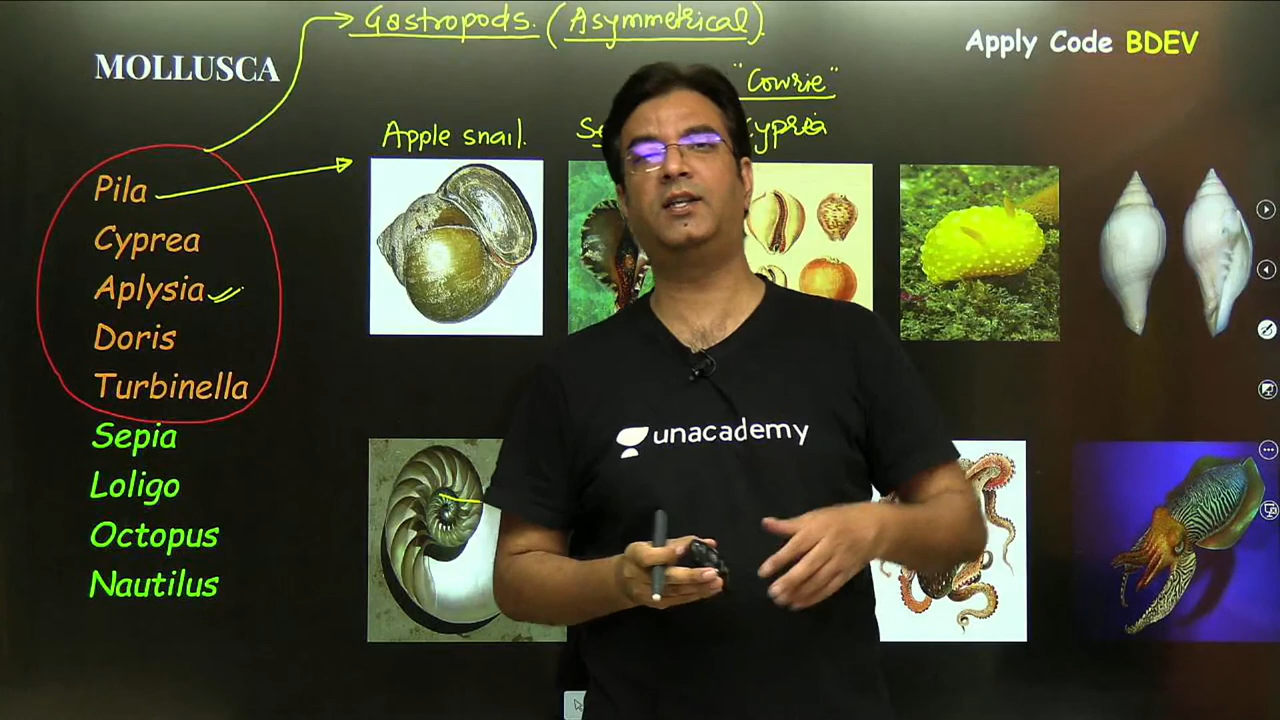 Gastropods. (Asymmetrical).
MOLLUSCA
Apply Code BDEV
"Cowrie"
Apple snail.
Pila
Cyprea
Aplysia
Doris
Turbinella
Sepia
Loligo
Octopus
Nautilus
unacademy